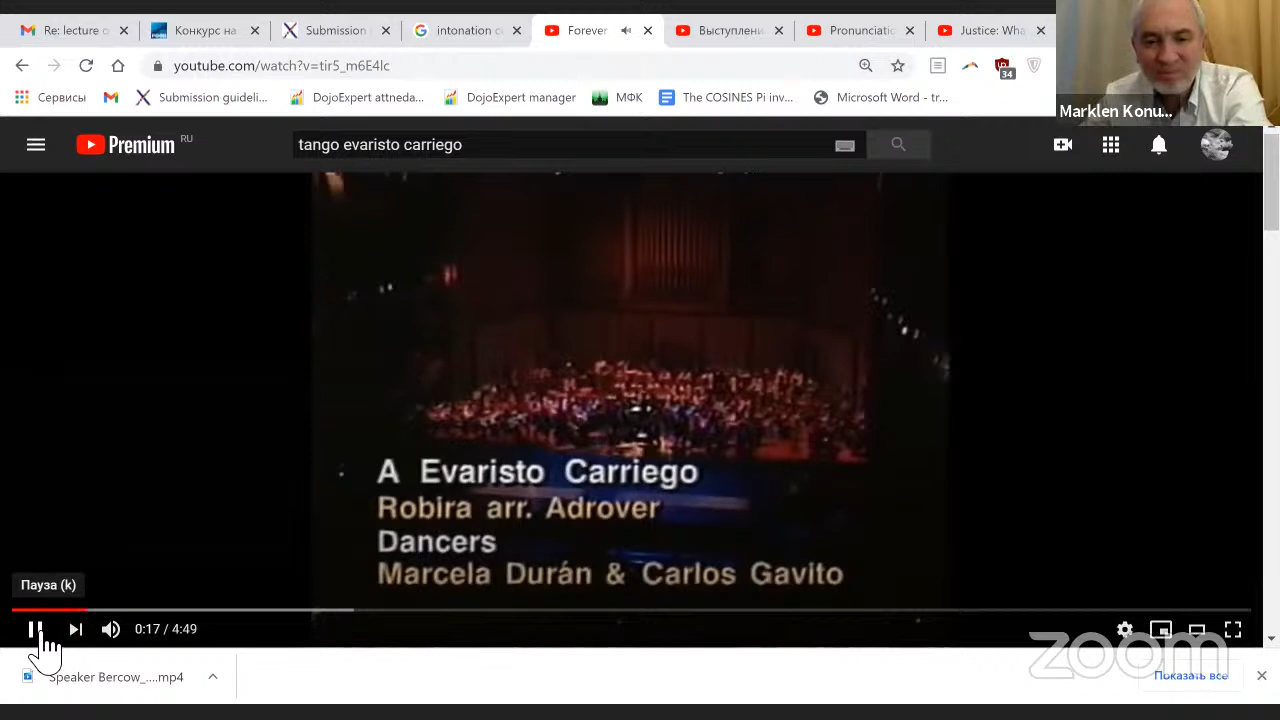 Re: lecture o
Конкурс на
Submission
intonation co
Forever
Выступлени
Pronunciatic
Justice: Wha
youtube.com/watch?v=tir5_m6E4lc
34
Сервисы
Submission guideli...
DojoExpert attneda...
DojoExpert manager
МФК
The COSINES Pi inv...
Microsoft Word - tr...
Marklen Konu...
Premium RU
tango evaristo carriego
A Evaristo Carriego
Robira arr. Adrover
Dancers
Marcela Durán & Carlos Gavito
Пауза (k)
0:17 / 4:49
zoom
Speaker Bercow_....mp4
Показать все